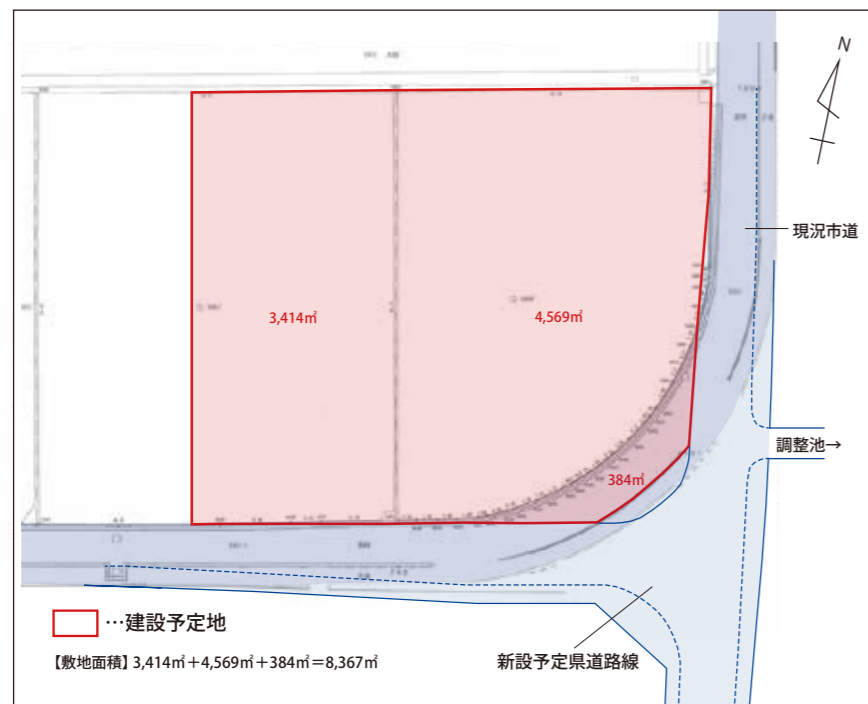 N
現況市道
3,414㎡
4,569㎡
調整池→
384㎡
…建設予定地
【敷地面積】3,414㎡+4,569㎡+384㎡=8,367㎡
新設予定県道路線